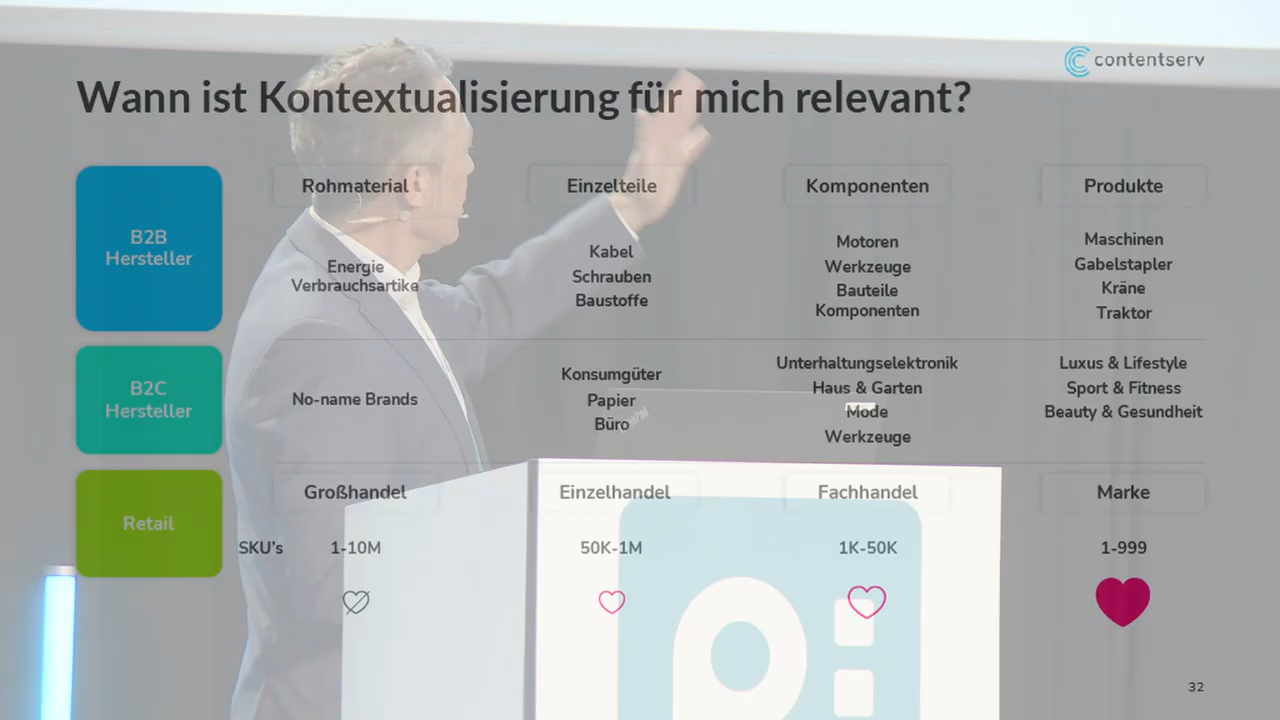 contentserv
Wann ist Kontextualisierung für mich relevant?
Rohmaterial
Einzelteile
Komponenten
Produkte
B2B
Hersteller
Energie
Verbrauchsartike
Kabel
Schrauben
Baustoffe
Motoren
Werkzeuge
Bauteile
Komponenten
Maschinen
Gabelstapler
Kräne
Traktor
B2C
Hersteller
No-name Brands
Konsumgüter
Papier
Büro
Unterhaltungselektronik
Haus & Garten
Mode
Werkzeuge
Luxus & Lifestyle
Sport & Fitness
Beauty & Gesundheit
Retail
Großhandel
Einzelhandel
Fachhandel
Marke
SKU's
1-10M
50K-1M
1K-50K
1-999
32